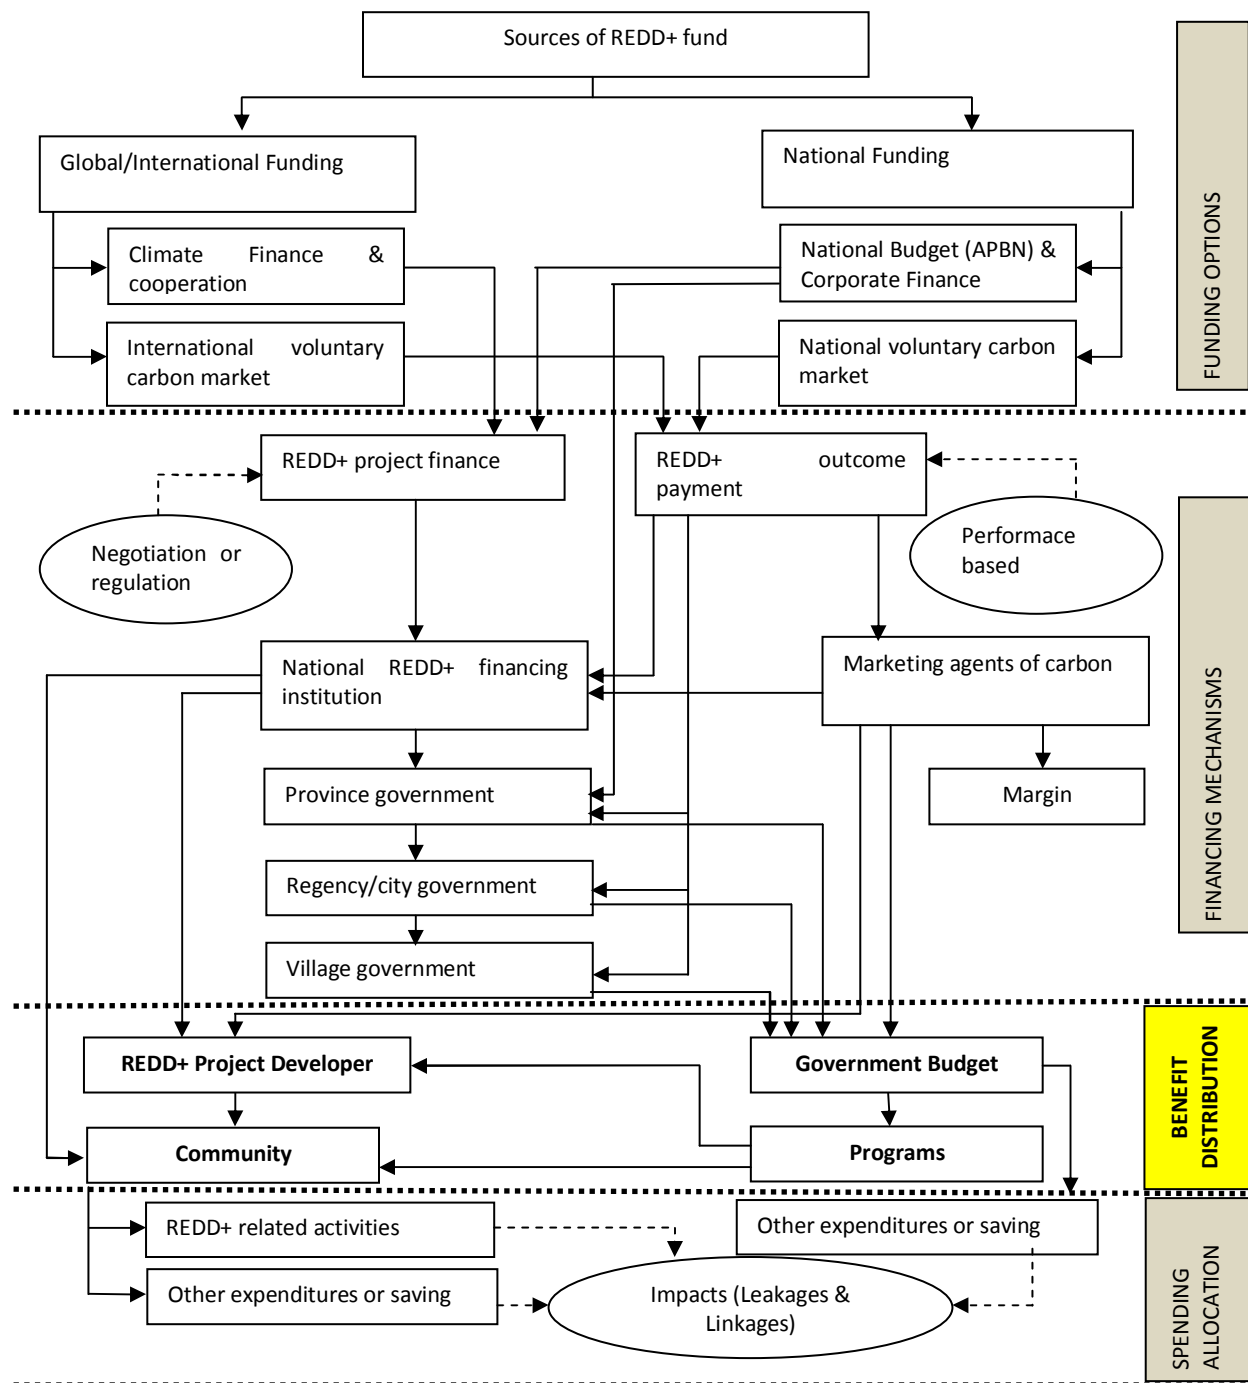 Sources of REDD+ fund
Global/International Funding
National Funding
Climate Finance &
cooperation
National Budget (APBN) &
Corporate Finance
International voluntary
carbon market
National voluntary carbon
market
FUNDING OPTIONS
REDD+ project finance
REDD+ outcome
payment
Negotiation or
regulation
Performace
based
National REDD+ financing
institution
Marketing agents of carbon
Province government
Margin
Regency/city government
Village government
FINANCING MECHANISMS
REDD+ Project Developer
Government Budget
Community
Programs
BENEFIT
DISTRIBUTION
REDD+ related activities
Other expenditures or saving
Other expenditures or saving
Impacts (Leakages &
Linkages)
SPENDING
ALLOCATION